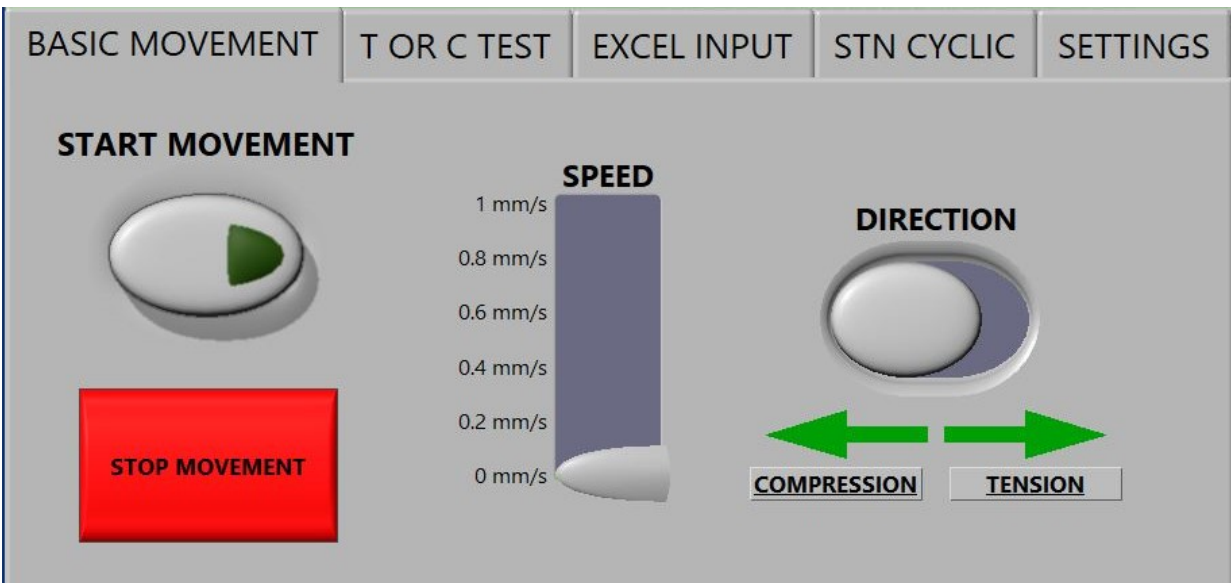 BASIC MOVEMENT
T OR C TEST
EXCEL INPUT
STN CYCLIC
SETTINGS
START MOVEMENT
STOP MOVEMENT
SPEED
1 mm/s
0.8 mm/s
0.6 mm/s
0.4 mm/s
0.2 mm/s
0 mm/s
DIRECTION
COMPRESSION
TENSION